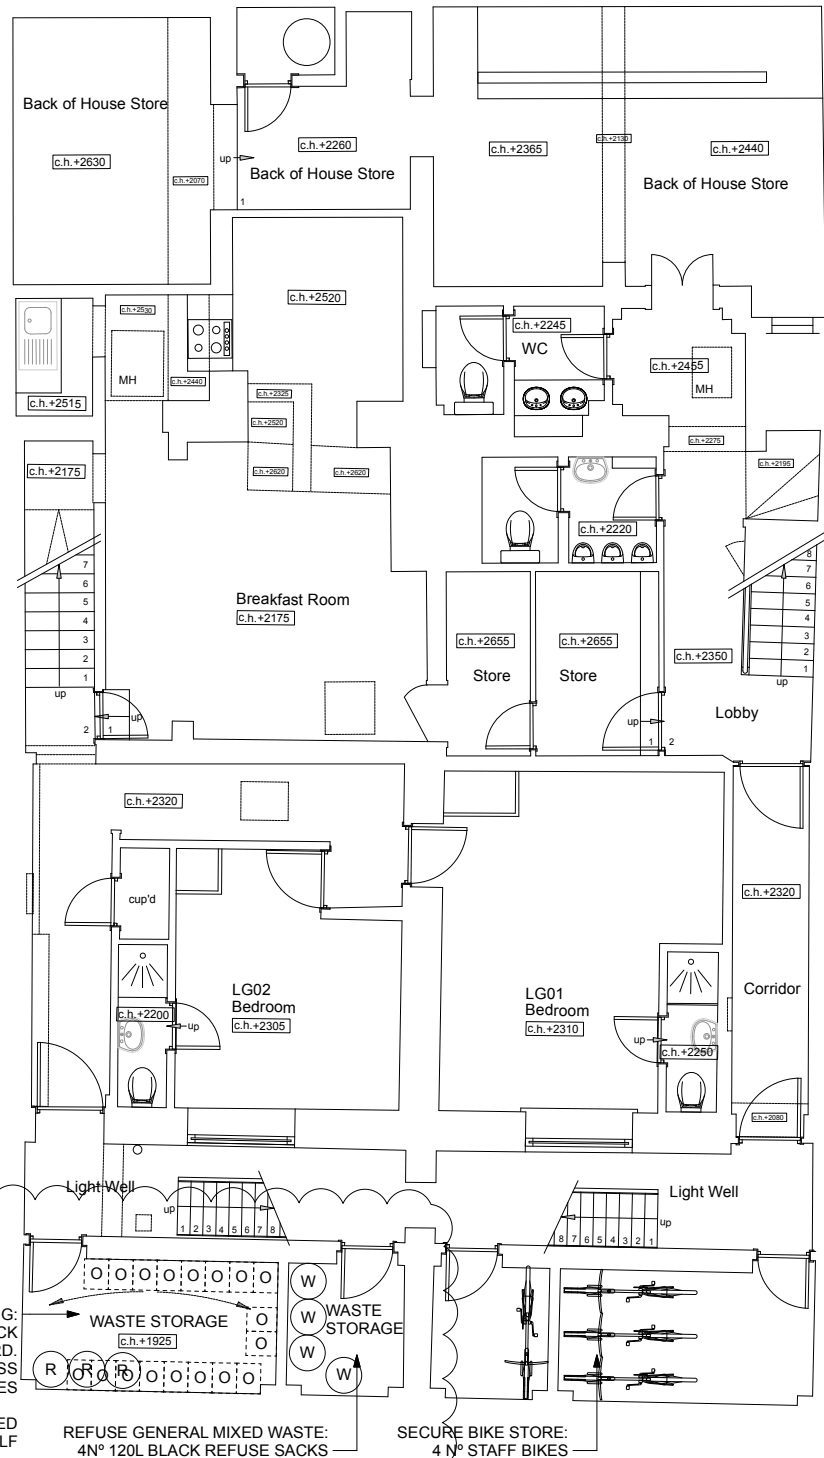 Back of House Store
c.h.+2630
c.h.+2070
up
1
c.h.+2260
Back of House Store
c.h.+2365
c.h.+2130
c.h.+2440
Back of House Store
c.h.+2520
c.h.+2530
MH
c.h.+2440
c.h.+2515
c.h.+2245
WC
c.h.+2455
MH
c.h.+2325
c.h.+2520
c.h.+2620
c.h.+2620
c.h.+2275
c.h.+2195
c.h.+2175
c.h.+2220
7
6
5
4
3
2
1
up
8
7
6
5
4
3
2
1
up
Breakfast Room
c.h.+2175
c.h.+2655
Store
c.h.+2655
Store
c.h.+2350
Lobby
up
2 1
up
1 2
c.h.+2320
cup'd
LG02
Bedroom
c.h.+2305
c.h.+2200
up
LG01
Bedroom
c.h.+2310
up
c.h.+2250
c.h.+2320
Corridor
c.h.+2080
Light Well
up
1 2 3 4 5 6 7 8
Light Well
8 7 6 5 4 3 2 1
up
O O O O O O O O
O
O
WASTE STORAGE
c.h.+1925
R R R
O O O O O O O O
W
W
W
W
WASTE
STORAGE
G:
CK
RD.
SS
ES
ED
LF
REFUSE GENERAL MIXED WASTE:
4Nº 120L BLACK REFUSE SACKS
SECURE BIKE STORE:
4 Nº STAFF BIKES